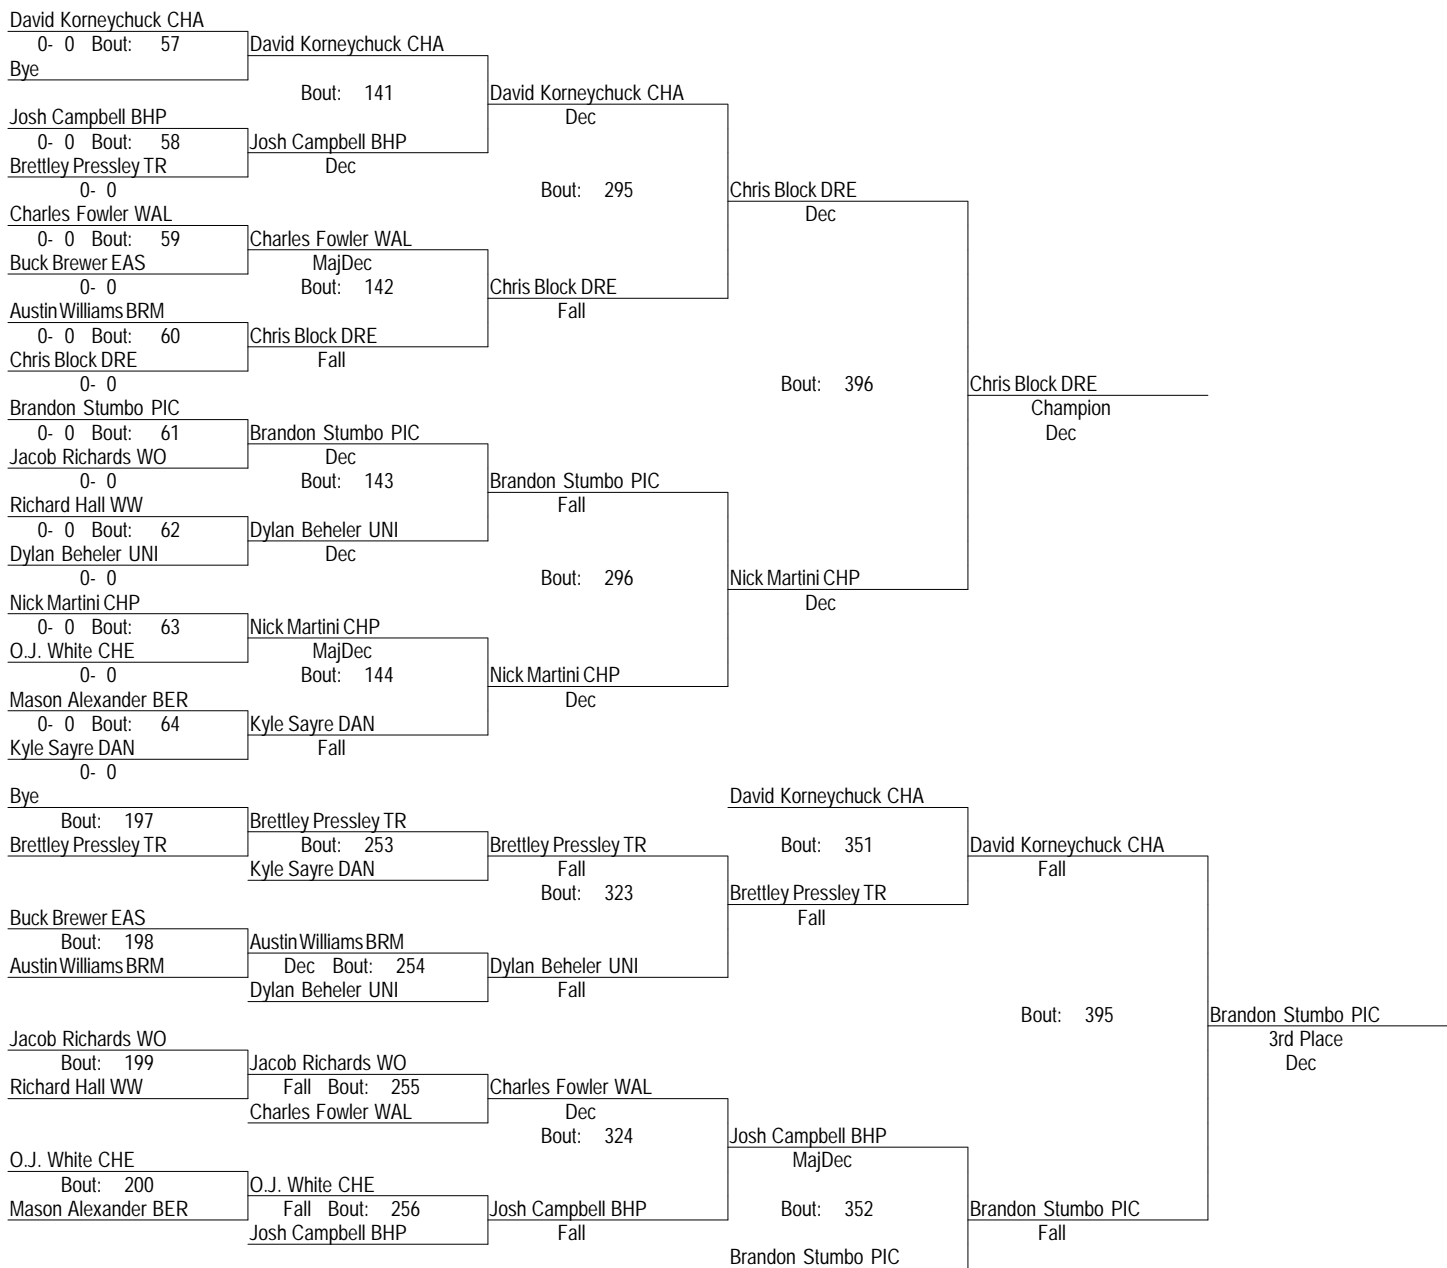 David Korneychuck CHA
0- 0 Bout: 57 David Korneychuck CHA
Bye
Bout: 141 David Korneychuck CHA
Josh Campbell BHP Dec
0- 0 Bout: 58 Josh Campbell BHP
Brettley Pressley TR Dec
0- 0 Bout: 295 Chris Block DRE
Charles Fowler WAL Dec
0- 0 Bout: 59 Charles Fowler WAL
Buck Brewer EAS MajDec
0- 0 Bout: 142 Chris Block DRE
Austin Williams BRM Fall
0- 0 Bout: 60 Chris Block DRE
Chris Block DRE Fall
0- 0 Bout: 396 Chris Block DRE
Brandon Stumbo PIC Champion
0- 0 Bout: 61 Brandon Stumbo PIC Dec
Jacob Richards WO Dec
0- 0 Bout: 143 Brandon Stumbo PIC
Richard Hall WW Fall
0- 0 Bout: 62 Dylan Beheler UNI
Dylan Beheler UNI Dec
0- 0 Bout: 296 Nick Martini CHP
Nick Martini CHP Dec
0- 0 Bout: 63 Nick Martini CHP
O.J. White CHE MajDec
0- 0 Bout: 144 Nick Martini CHP
Mason Alexander BER Dec
0- 0 Bout: 64 Kyle Sayre DAN
Kyle Sayre DAN Fall
0- 0
Bye David Korneychuck CHA
Bout: 197 Brettley Pressley TR
Brettley Pressley TR Bout: 253 Brettley Pressley TR Bout: 351 David Korneychuck CHA
Kyle Sayre DAN Fall Fall
Bout: 323 Brettley Pressley TR
Buck Brewer EAS Fall
Bout: 198 Austin Williams BRM
Austin Williams BRM Dec Bout: 254 Dylan Beheler UNI
Dylan Beheler UNI Fall
Bout: 395 Brandon Stumbo PIC
Jacob Richards WO 3rd Place
Bout: 199 Jacob Richards WO Dec
Richard Hall WW Fall Bout: 255 Charles Fowler WAL
Charles Fowler WAL Dec
Bout: 324 Josh Campbell BHP
O.J. White CHE MajDec
Bout: 200 O.J. White CHE
Mason Alexander BER Fall Bout: 256 Josh Campbell BHP Bout: 352 Brandon Stumbo PIC
Josh Campbell BHP Fall Fall
Brandon Stumbo PIC